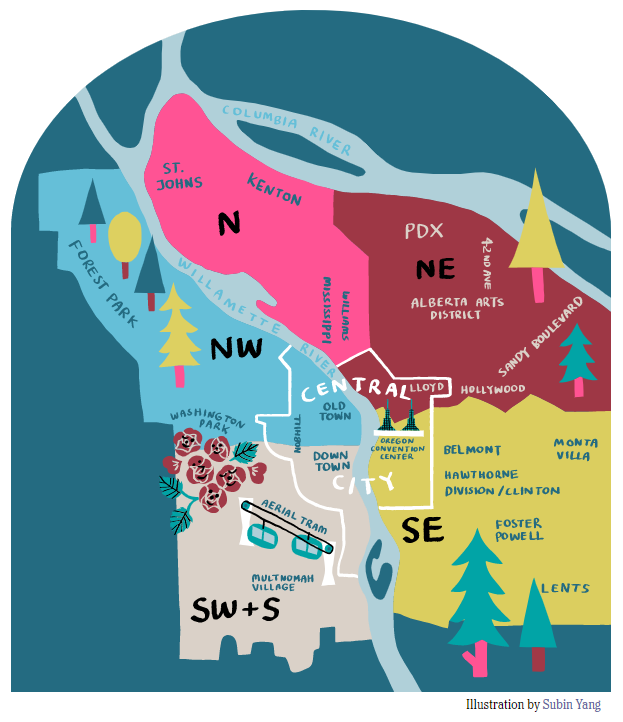 COLUMBIA RIVER
ST.
JOHNS
KENTON
N
PDX
42ND AVE
NE
FOREST PARK
WILLAMETTE RIVER
MISSISSIPPI
WILLIAMS
ALBERTA ARTS
DISTRICT
SANDY BOULEVARD
NW
CENTRAL
LLOYD
HOLLYWOOD
WASHINGTON
PARK
NOB HILL
OLD
TOWN
OREGON
CONVENTION
CENTER
BELMONT
MONTA
VILLA
DOWN
TOWN
CITY
HAWTHORNE
DIVISION/CLINTON
AERIAL TRAM
SE
FOSTER
POWELL
MULTNOMAH
VILLAGE
LENTS
SW+S
Illustration by Subin Yang